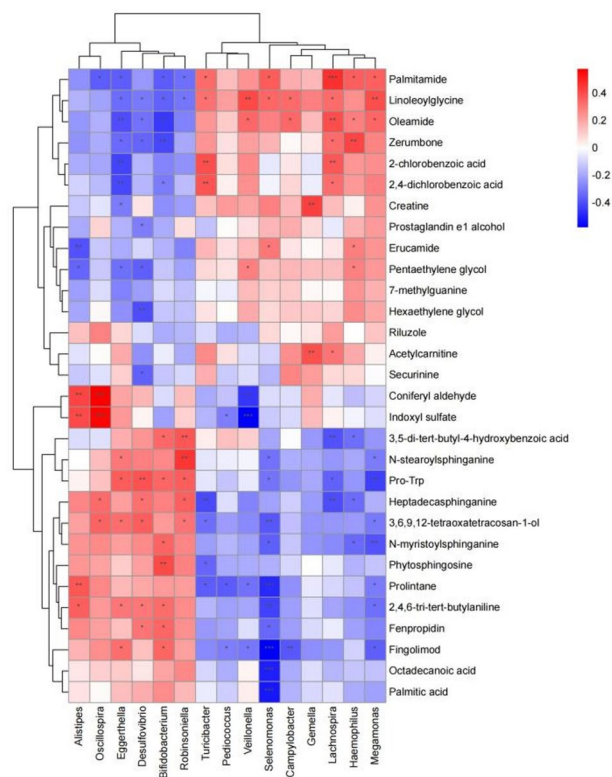 Palmitamide
Linoleoylglycine
Oleamide
Zerumbone
2-chlorobenzoic acid
2,4-dichlorobenzoic acid
Creatine
Prostaglandin e1 alcohol
Erucamide
Pentaethylene glycol
7-methylguanine
Hexaethylene glycol
Riluzole
Acetylcarnitine
Securinine
Coniferyl aldehyde
Indoxyl sulfate
3,5-di-tert-butyl-4-hydroxybenzoic acid
N-stearoylsphinganine
Pro-Trp
Heptadecasphinganine
3,6,9,12-tetraoxatetracosan-1-ol
N-myristoylsphinganine
Phytosphingosine
Prolintane
2,4,6-tri-tert-butylaniline
Fenpropidin
Fingolimod
Octadecanoic acid
Palmitic acid
Alistipes
Oscillospira
Eggerthella
Desulfovibrio
Bifidobacterium
Robinsoniella
Turicibacter
Pediococcus
Veillonella
Selenomonas
Campylobacter
Gemella
Lachnospira
Haemophilus
Megamonas
0.4
0.2
0
-0.2
-0.4